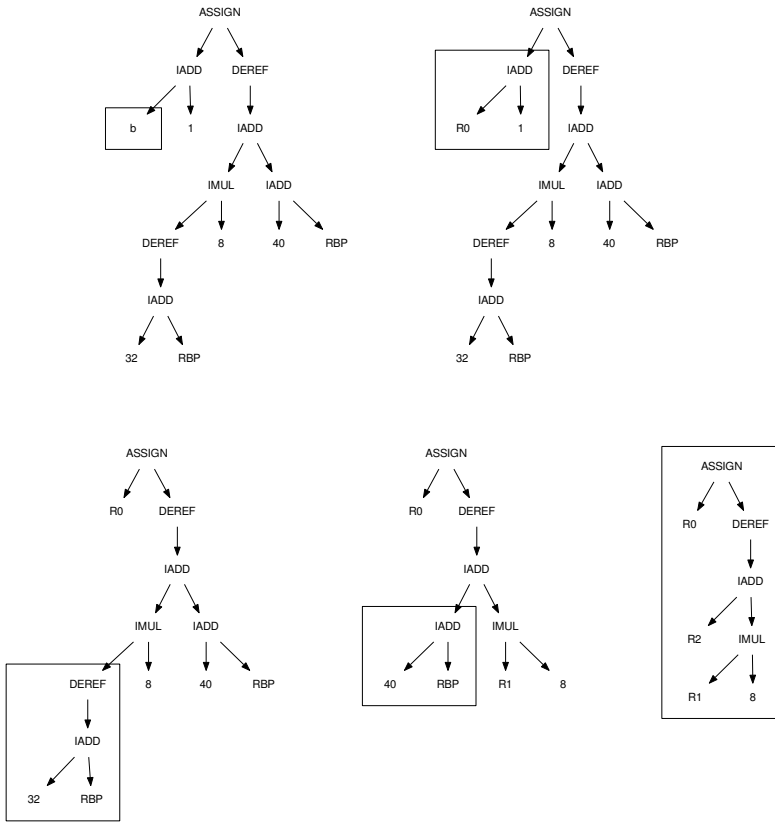 ASSIGN
IADD DEREF
b 1 IADD
IMUL IADD
DEREF 8 40 RBP
IADD
32 RBP
ASSIGN
IADD DEREF
R0 1 IADD
IMUL IADD
DEREF 8 40 RBP
IADD
32 RBP
ASSIGN
R0 DEREF
IADD
IMUL IADD
DEREF 8 40 RBP
IADD
32 RBP
ASSIGN
R0 DEREF
IADD
IADD IMUL
40 RBP R1 8
ASSIGN
R0 DEREF
IADD
R2 IMUL
R1 8